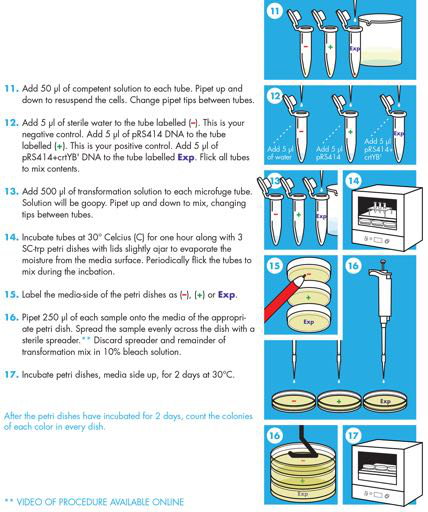 11. Add 50 µl of competent solution to each tube. Pipet up and
down to resuspend the cells. Change pipet tips between tubes.
12. Add 5 µl of sterile water to the tube labelled (–). This is your
negative control. Add 5 µl of pRS414 DNA to the tube
labelled (+). This is your positive control. Add 5 µl of
pRS414+crtYB' DNA to the tube labelled Exp. Flick all tubes
to mix contents.
13. Add 500 µl of transformation solution to each microfuge tube.
Solution will be goopy. Pipet up and down to mix, changing
tips between tubes.
14. Incubate tubes at 30° Celcius (C) for one hour along with 3
SC-trp petri dishes with lids slightly ajar to evaporate the
moisture from the media surface. Periodically flick the tubes to
mix during the incbation.
15. Label the media-side of the petri dishes as (–), (+) or Exp.
16. Pipet 250 µl of each sample onto the media of the appropri-
ate petri dish. Spread the sample evenly across the dish with a
sterile spreader.** Discard spreader and remainder of
transformation mix in 10% bleach solution.
17. Incubate petri dishes, media side up, for 2 days at 30°C.
After the petri dishes have incubated for 2 days, count the colonies
of each color in every dish.
** VIDEO OF PROCEDURE AVAILABLE ONLINE
11
– + Exp
12
– + Exp
Add 5 µl
of water
Add 5 µl
pRS414
Add 5 µl
pRS414+
crtYB'
13
– + Exp
14
15
–
+
Exp
16
– + Exp
16
–
+
Exp
17